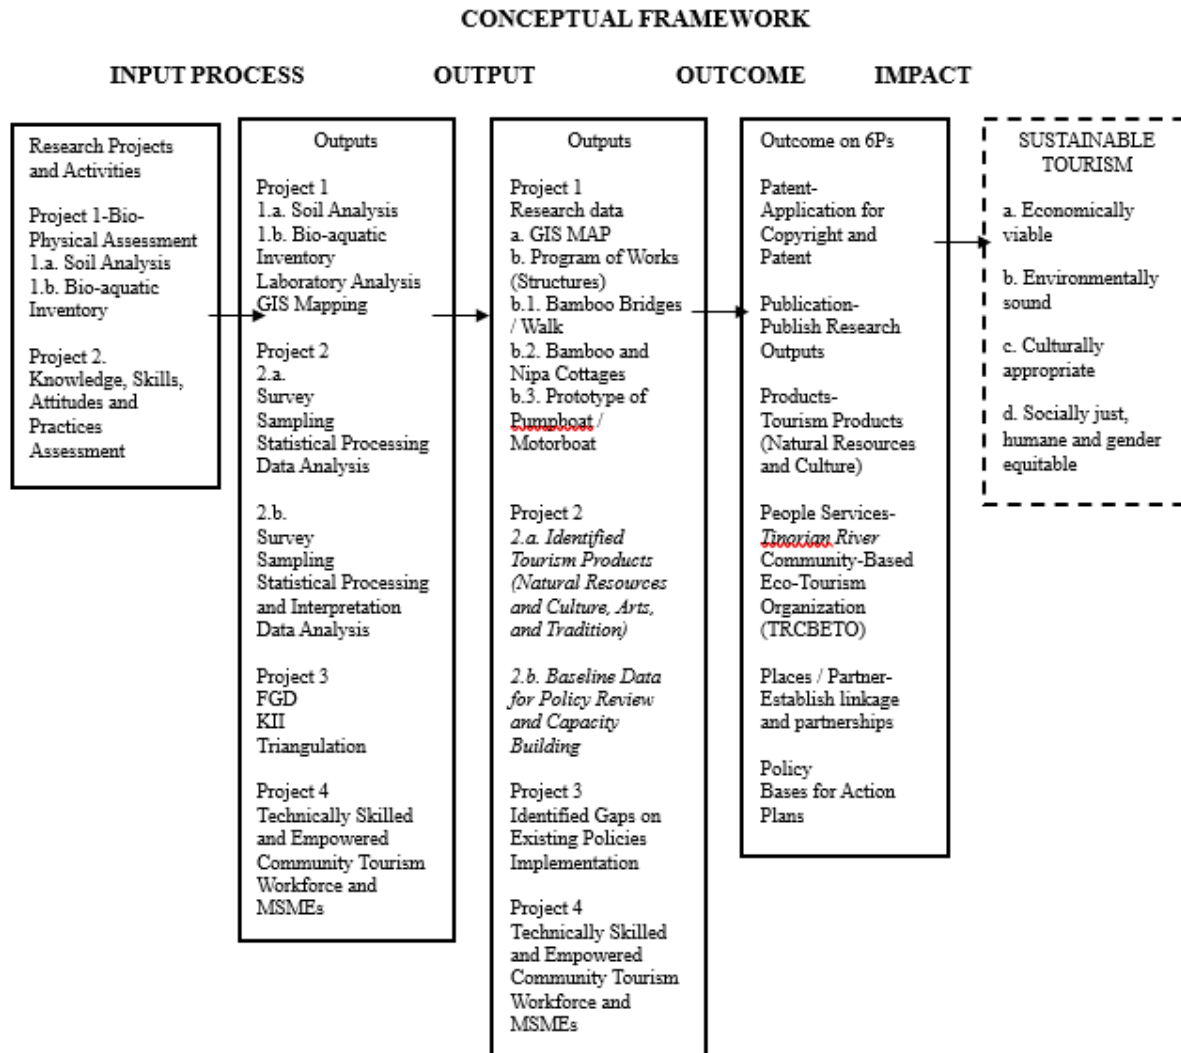 CONCEPTUAL FRAMEWORK
INPUT PROCESS OUTPUT OUTCOME IMPACT
Research Projects
and Activities
Project 1-Bio-
Physical Assessment
1.a. Soil Analysis
1.b. Bio-aquatic
Inventory
Project 2.
Knowledge, Skills,
Attitudes and
Practices
Assessment
Outputs
Project 1
1.a. Soil Analysis
1.b. Bio-aquatic
Inventory
Laboratory Analysis
GIS Mapping
Project 2
2.a.
Survey
Sampling
Statistical Processing
Data Analysis
2.b.
Survey
Sampling
Statistical Processing
and Interpretation
Data Analysis
Project 3
FGD
KII
Triangulation
Project 4
Technically Skilled
and Empowered
Community Tourism
Workforce and
MSMEs
Outputs
Project 1
Research data
a. GIS MAP
b. Program of Works
(Structures)
b.1. Bamboo Bridges
/ Walk
b.2. Bamboo and
Nipa Cottages
b.3. Prototype of
Pumpboat /
Motorboat
Project 2
2.a. Identified
Tourism Products
(Natural Resources
and Culture, Arts,
and Tradition)
2.b. Baseline Data
for Policy Review
and Capacity
Building
Project 3
Identified Gaps on
Existing Policies
Implementation
Project 4
Technically Skilled
and Empowered
Community Tourism
Workforce and
MSMEs
Outcome on 6Ps
Patent-
Application for
Copyright and
Patent
Publication-
Publish Research
Outputs
Products-
Tourism Products
(Natural Resources
and Culture)
People Services-
Tinorian River
Community-Based
Eco-Tourism
Organization
(TRCBETO)
Places / Partner-
Establish linkage
and partnerships
Policy
Bases for Action
Plans
SUSTAINABLE
TOURISM
a. Economically
viable
b. Environmentally
sound
c. Culturally
appropriate
d. Socially just,
humane and gender
equitable